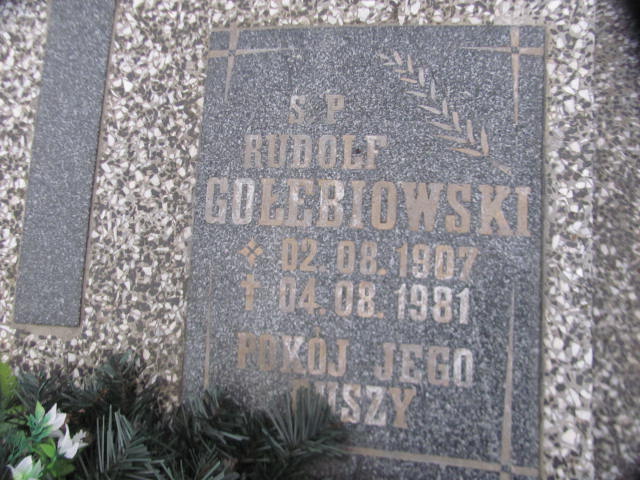 S. P.
RUDOLF
GOŁĘBIOWSKI
02.08.1907
04.08.1981
POKÓJ JEGO
DUSZY